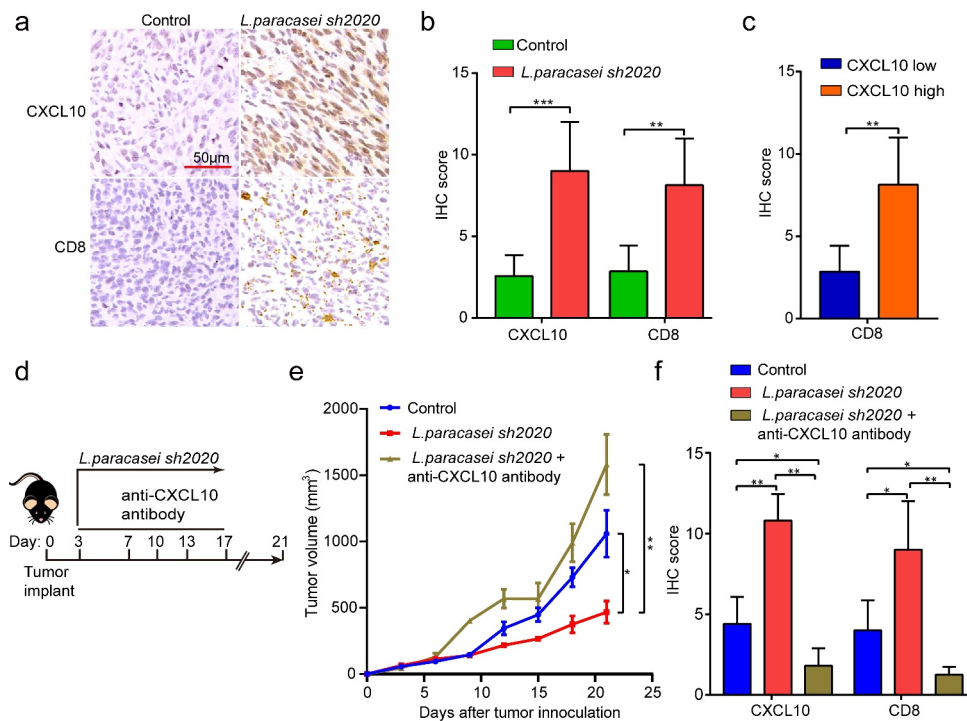 a
Control
L.paracasei sh2020
CXCL10
50μm
CD8
b
Control
L.paracasei sh2020
IHC score
15
10
5
0
***
**
CXCL10
CD8
c
CXCL10 low
CXCL10 high
IHC score
15
10
5
0
**
CD8
d
L.paracasei sh2020
anti-CXCL10
antibody
Day: 0 3 7 10 13 17 21
Tumor
implant
e
Control
L.paracasei sh2020
L.paracasei sh2020 +
anti-CXCL10 antibody
Tumor volume (mm³)
2000
1500
1000
500
0
0 5 10 15 20 25
Days after tumor innoculation
*
**
f
Control
L.paracasei sh2020
L.paracasei sh2020 +
anti-CXCL10 antibody
IHC score
15
10
5
0
*
**
**
*
*
**
CXCL10
CD8